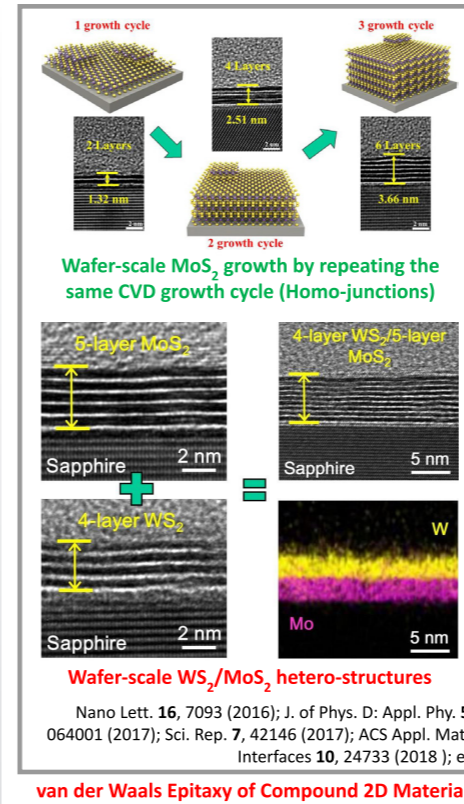 1 growth cycle
3 growth cycle
4 Layers
2.51 nm
2 nm
2 Layers
1.32 nm
2 nm
6 Layers
3.66 nm
2 nm
2 growth cycle
Wafer-scale MoS₂ growth by repeating the
same CVD growth cycle (Homo-junctions)
5-layer MoS₂
Sapphire
2 nm
4-layer WS₂/5-layer
MoS₂
Sapphire
5 nm
4-layer WS₂
Sapphire
2 nm
W
Mo
5 nm
Wafer-scale WS₂/MoS₂ hetero-structures
Nano Lett. 16, 7093 (2016); J. of Phys. D: Appl. Phy. 5
064001 (2017); Sci. Rep. 7, 42146 (2017); ACS Appl. Mat
Interfaces 10, 24733 (2018 ); e
van der Waals Epitaxy of Compound 2D Materia